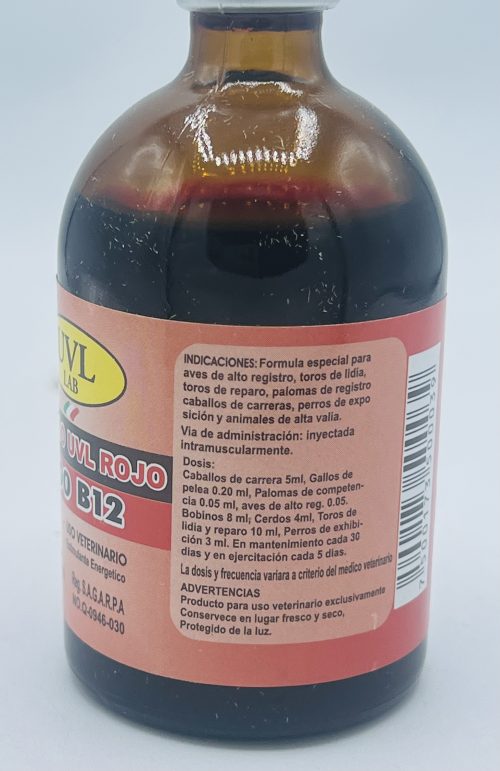 UVL
LAB
O UVL ROJO
O B12
USO VETERINARIO
Energetico
Reg. S.A.G.A.R.P.A
NO.Q-0946-030
INDICACIONES: Formula especial para
aves de alto registro, toros de lidia,
toros de reparo, palomas de registro
caballos de carreras, perros de expo
sición y animales de alta valia.
Via de administración: inyectada
intramuscularmente.
Dosis:
Caballos de carrera 5ml, Gallos de
pelea 0.20 ml, Palomas de competen-
cia 0.05 ml, aves de alto reg. 0.05.
Bobinos 8 ml; Cerdos 4ml, Toros de
lidia y reparo 10 ml, Perros de exhibi-
ción 3 ml. En mantenimiento cada 30
dias y en ejercitación cada 5 dias.
La dosis y frecuencia variara a criterio del medico veterinario
ADVERTENCIAS
Producto para uso veterinario exclusivamente
Conservece en lugar fresco y seco,
Protegido de la luz.